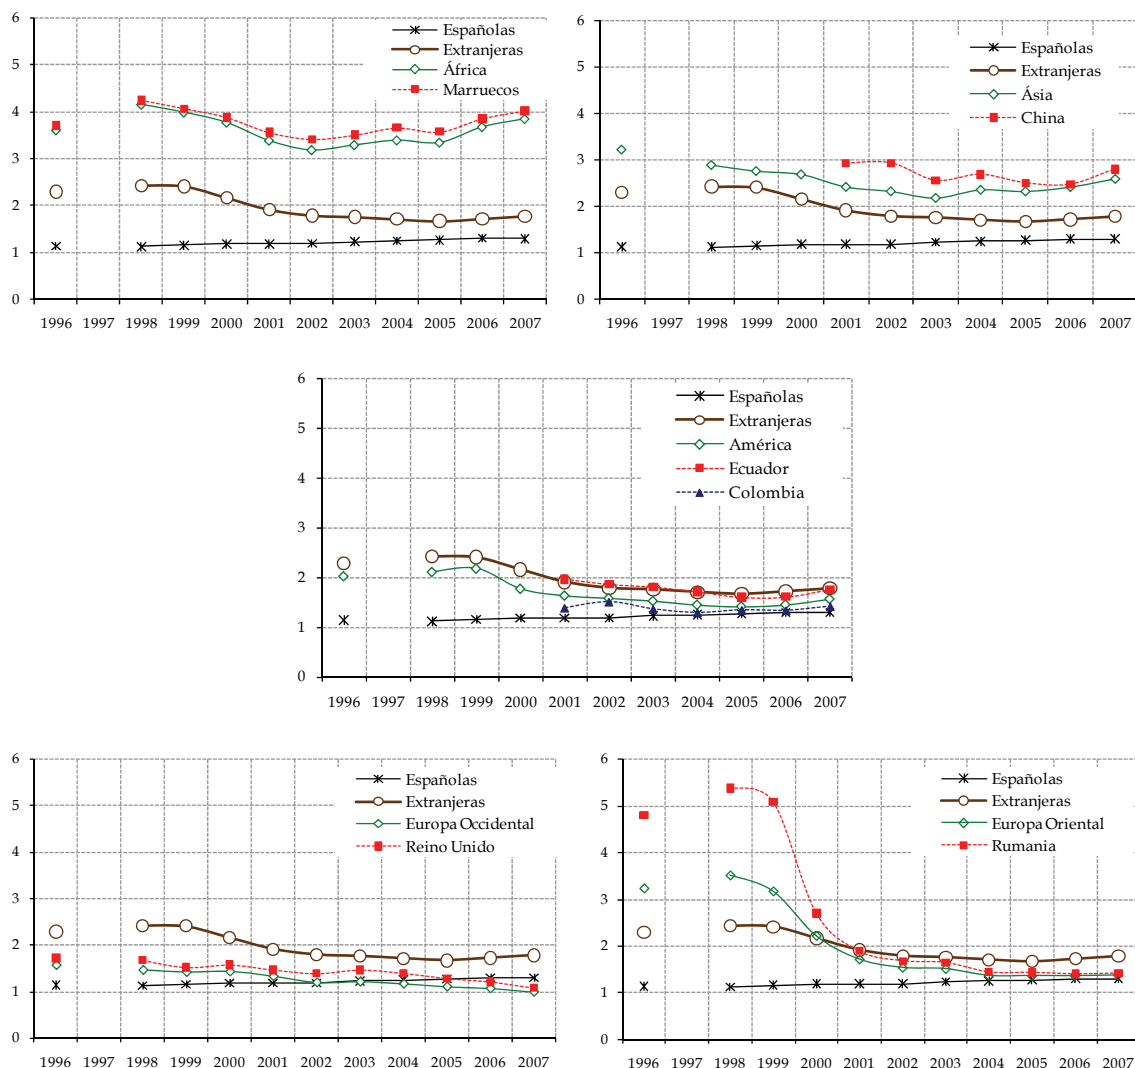 6
5
4
3
2
1
0
Españolas
Extranjeras
África
Marruecos
1996 1997 1998 1999 2000 2001 2002 2003 2004 2005 2006 2007
6
5
4
3
2
1
0
Españolas
Extranjeras
Ásia
China
1996 1997 1998 1999 2000 2001 2002 2003 2004 2005 2006 2007
6
5
4
3
2
1
0
Españolas
Extranjeras
América
Ecuador
Colombia
1996 1997 1998 1999 2000 2001 2002 2003 2004 2005 2006 2007
6
5
4
3
2
1
0
Españolas
Extranjeras
Europa Occidental
Reino Unido
1996 1997 1998 1999 2000 2001 2002 2003 2004 2005 2006 2007
6
5
4
3
2
1
0
Españolas
Extranjeras
Europa Oriental
Rumania
1996 1997 1998 1999 2000 2001 2002 2003 2004 2005 2006 2007